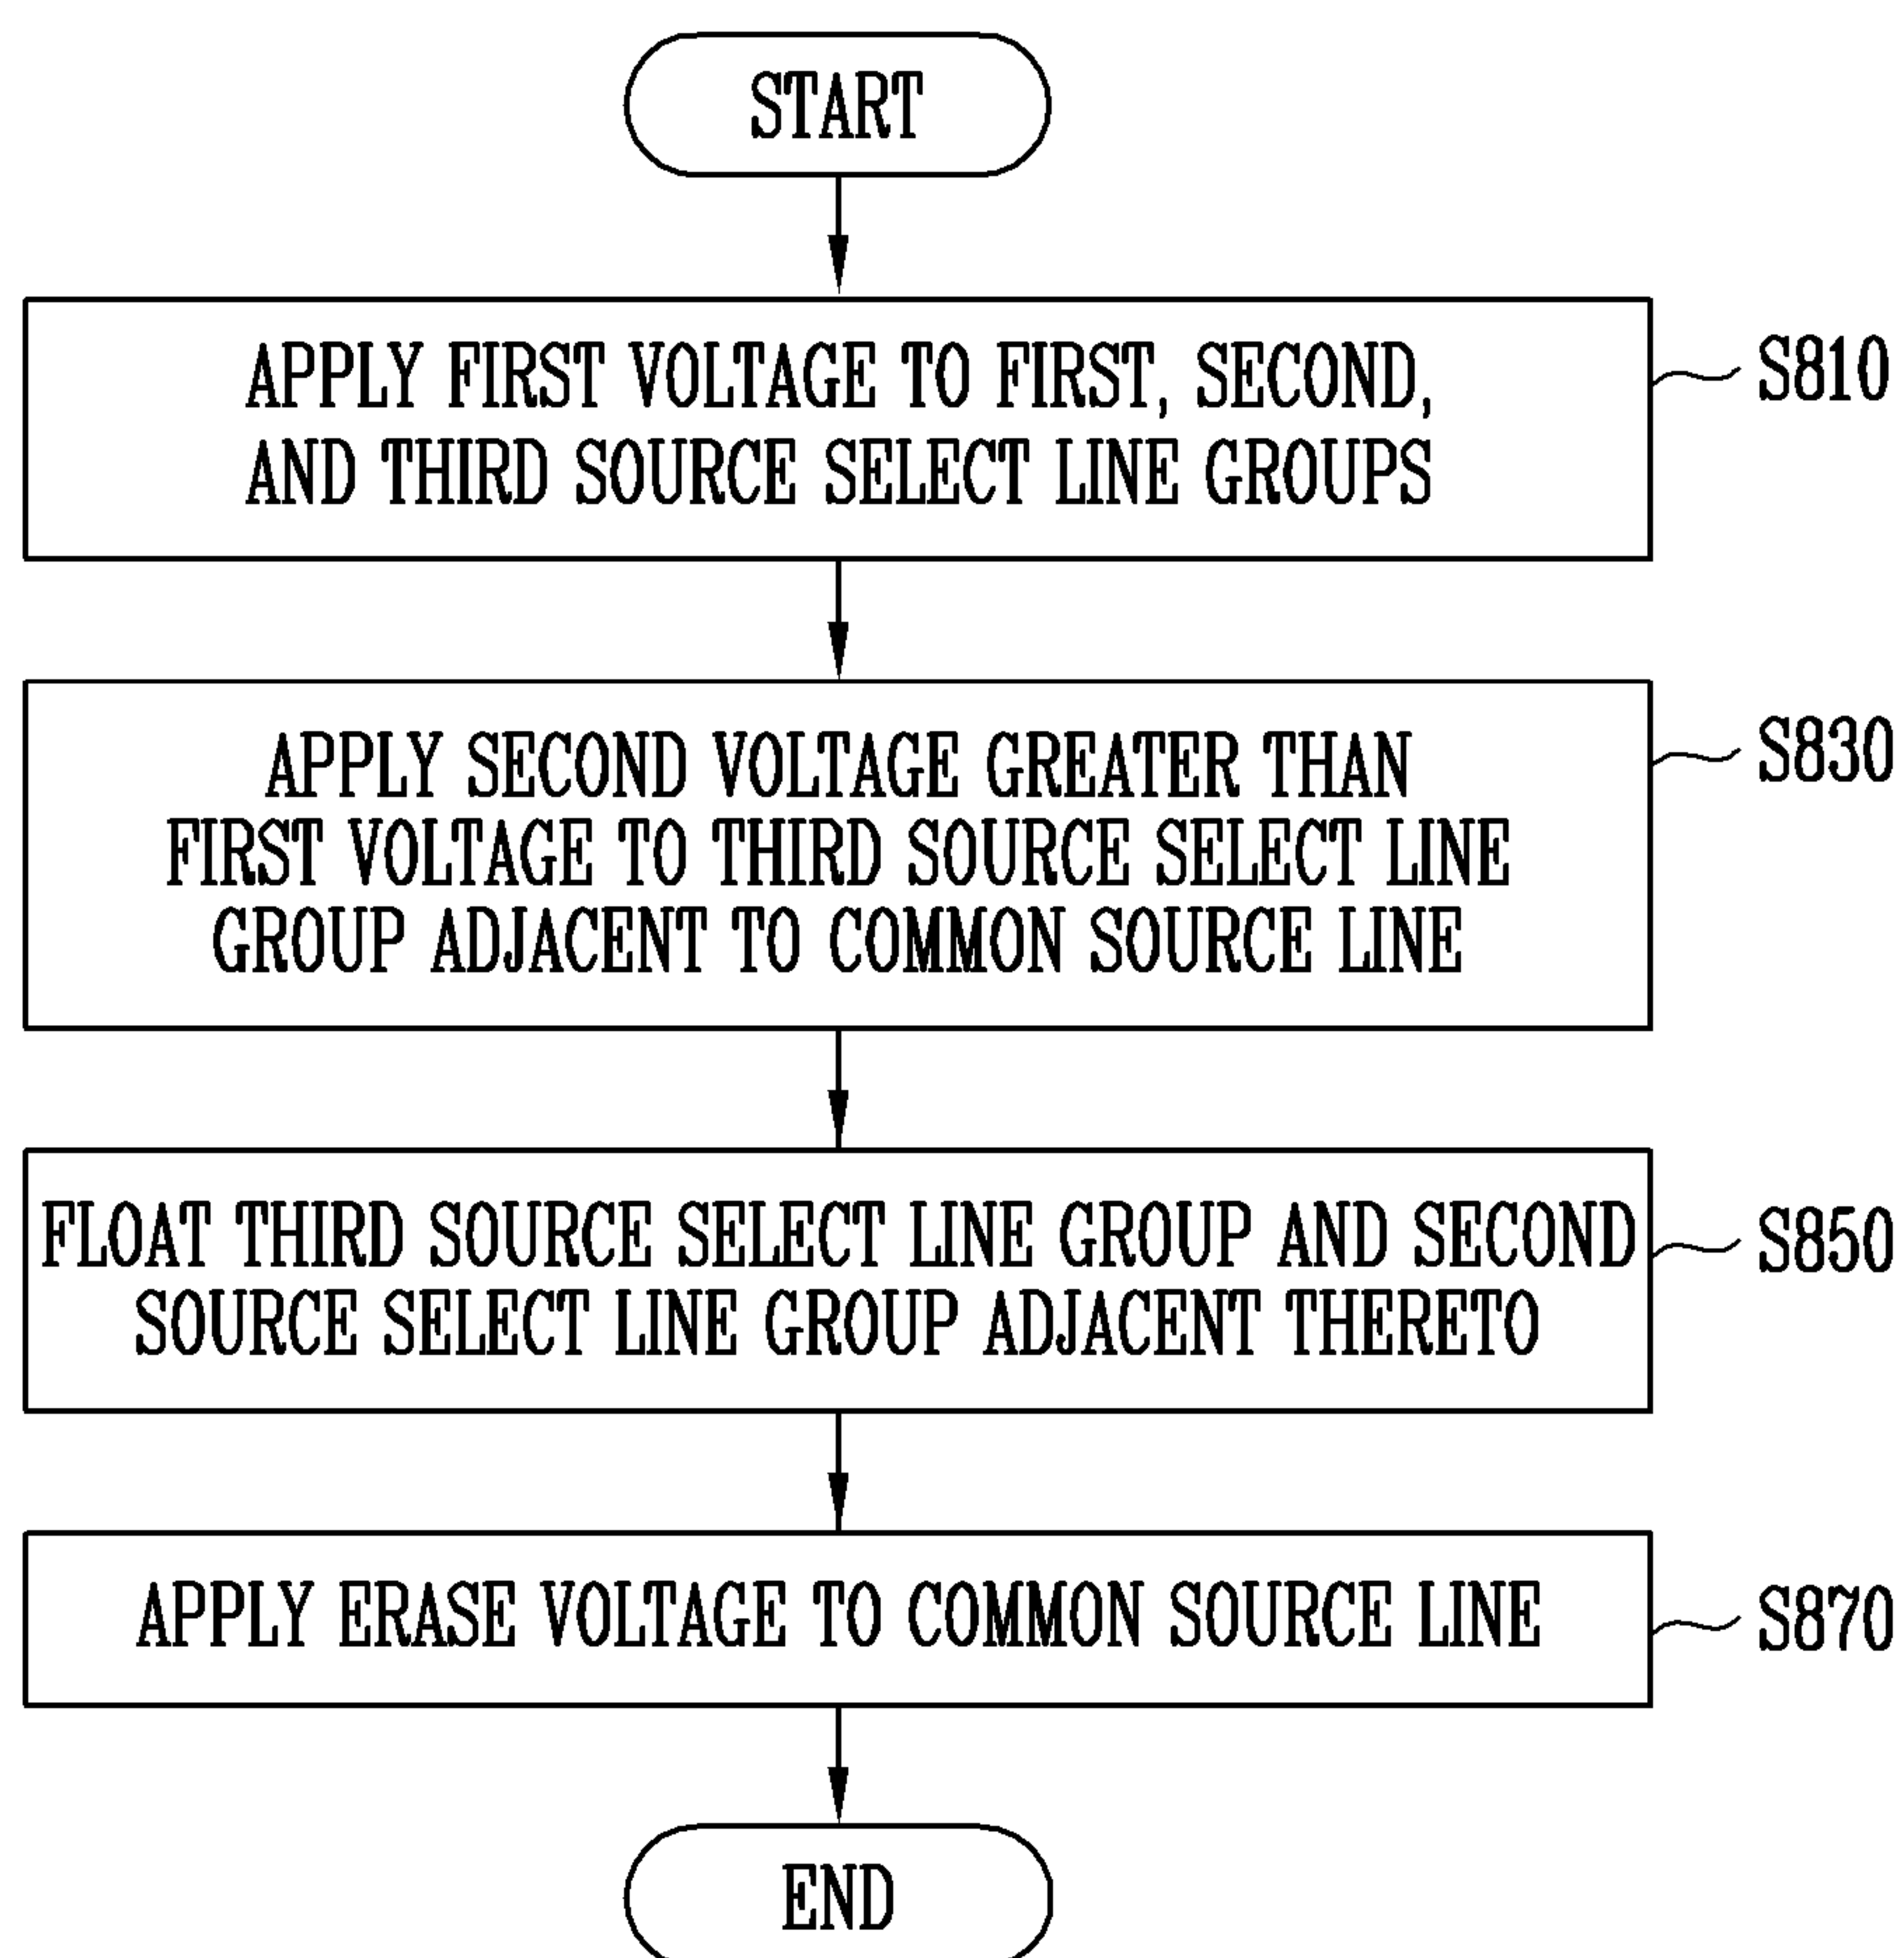 START
APPLY FIRST VOLTAGE TO FIRST, SECOND,
AND THIRD SOURCE SELECT LINE GROUPS
S810
APPLY SECOND VOLTAGE GREATER THAN
FIRST VOLTAGE TO THIRD SOURCE SELECT LINE
GROUP ADJACENT TO COMMON SOURCE LINE
S830
FLOAT THIRD SOURCE SELECT LINE GROUP AND SECOND
SOURCE SELECT LINE GROUP ADJACENT THERETO
S850
APPLY ERASE VOLTAGE TO COMMON SOURCE LINE
S870
END